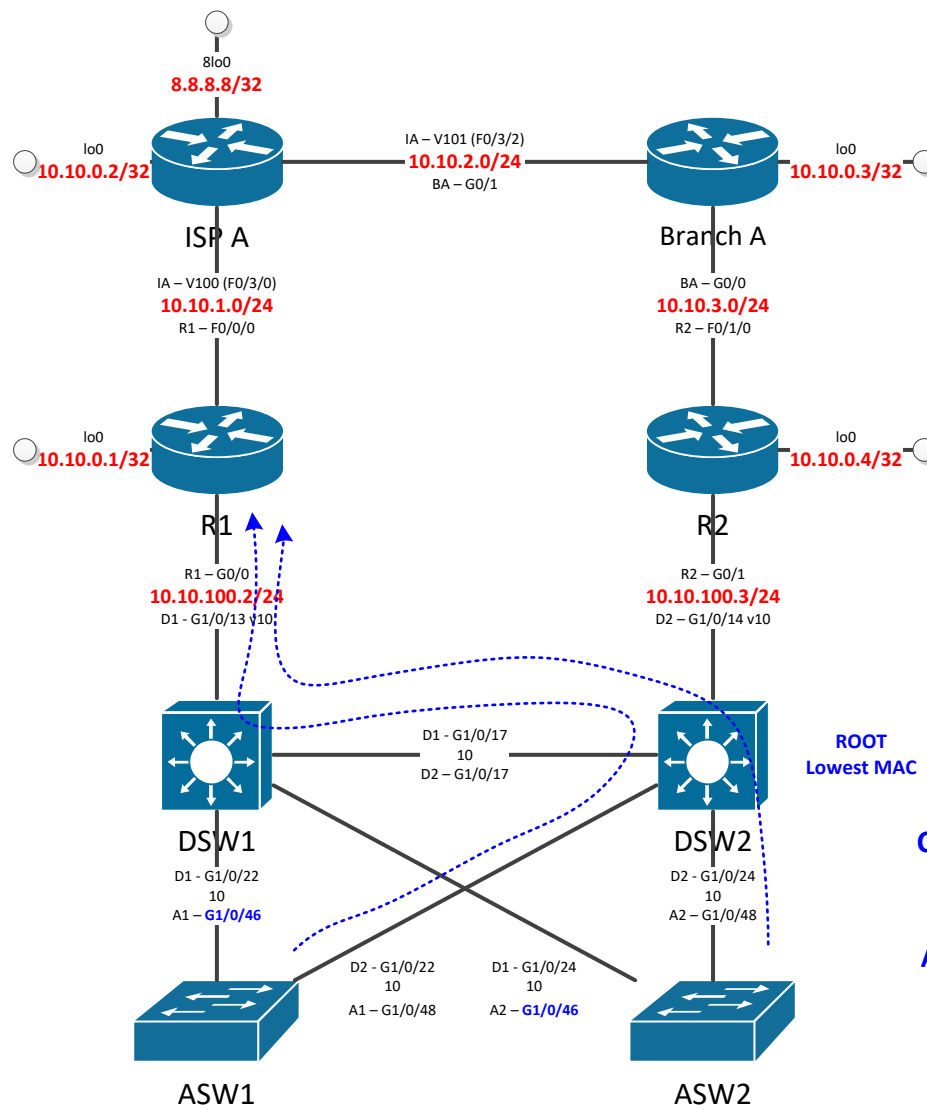 8lo0
8.8.8.8/32
lo0
10.10.0.2/32
IA – V101 (F0/3/2)
10.10.2.0/24
BA – G0/1
lo0
10.10.0.3/32
ISP A
Branch A
IA – V100 (F0/3/0)
10.10.1.0/24
R1 – F0/0/0
BA – G0/0
10.10.3.0/24
R2 – F0/1/0
lo0
10.10.0.1/32
lo0
10.10.0.4/32
R1
R2
R1 – G0/0
10.10.100.2/24
D1 - G1/0/13 v10
R2 – G0/1
10.10.100.3/24
D2 – G1/0/14 v10
D1 - G1/0/17
10
D2 – G1/0/17
ROOT
Lowest MAC
DSW1
DSW2
D1 - G1/0/22
10
A1 – G1/0/46
D2 - G1/0/24
10
A2 – G1/0/48
D2 - G1/0/22
10
A1 – G1/0/48
D1 - G1/0/24
10
A2 – G1/0/46
ASW1
ASW2